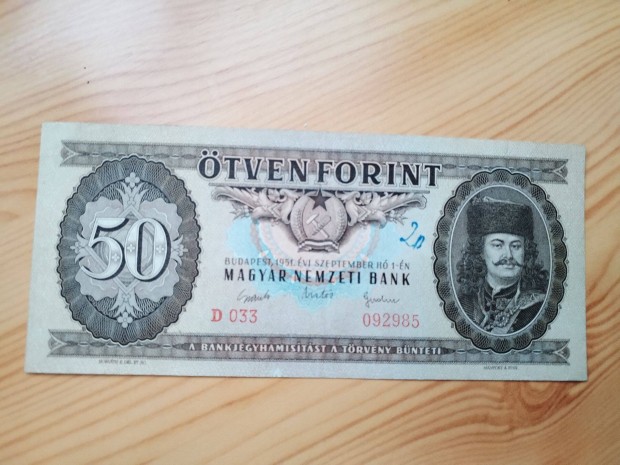 ÖTVEN FORINT
50
BUDAPEST, 1951. ÉVI SZEPTEMBER HÓ 1-ÉN
MAGYAR NEMZETI BANK
D 033
092985
A BANKJEGYHAMISÍTÁST A TÖRVÉNY BÜNTETI